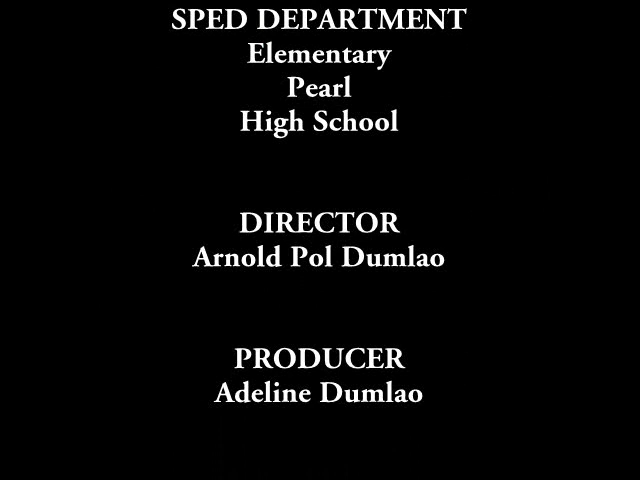 SPED DEPARTMENT
Elementary
Pearl
High School
DIRECTOR
Arnold Pol Dumlao
PRODUCER
Adeline Dumlao